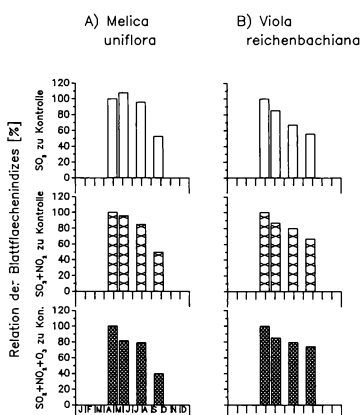 A) Melica
uniflora
B) Viola
reichenbachiana
Relation de: Blattflaechenindizes [%]
SO₂ zu Kontrolle
120
100
80
60
40
20
0
SO₂+NO₂ zu Kontrolle
120
100
80
60
40
20
0
SO₂+NO₂+O₃ zu Kon.
120
100
80
60
40
20
0
J F M A M J J A S O N D